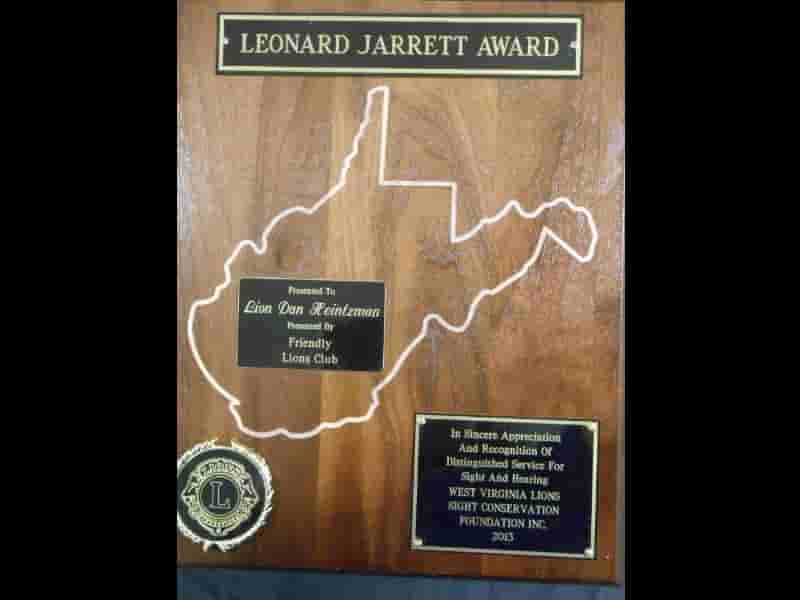 LEONARD JARRETT AWARD
Presented To
Lion Dan Heintzman
Presented By
Friendly
Lions Club
In Sincere Appreciation
And Recognition Of
Distinguished Service For
Sight And Hearing
WEST VIRGINIA LIONS
SIGHT CONSERVATION
FOUNDATION INC.
2013
L